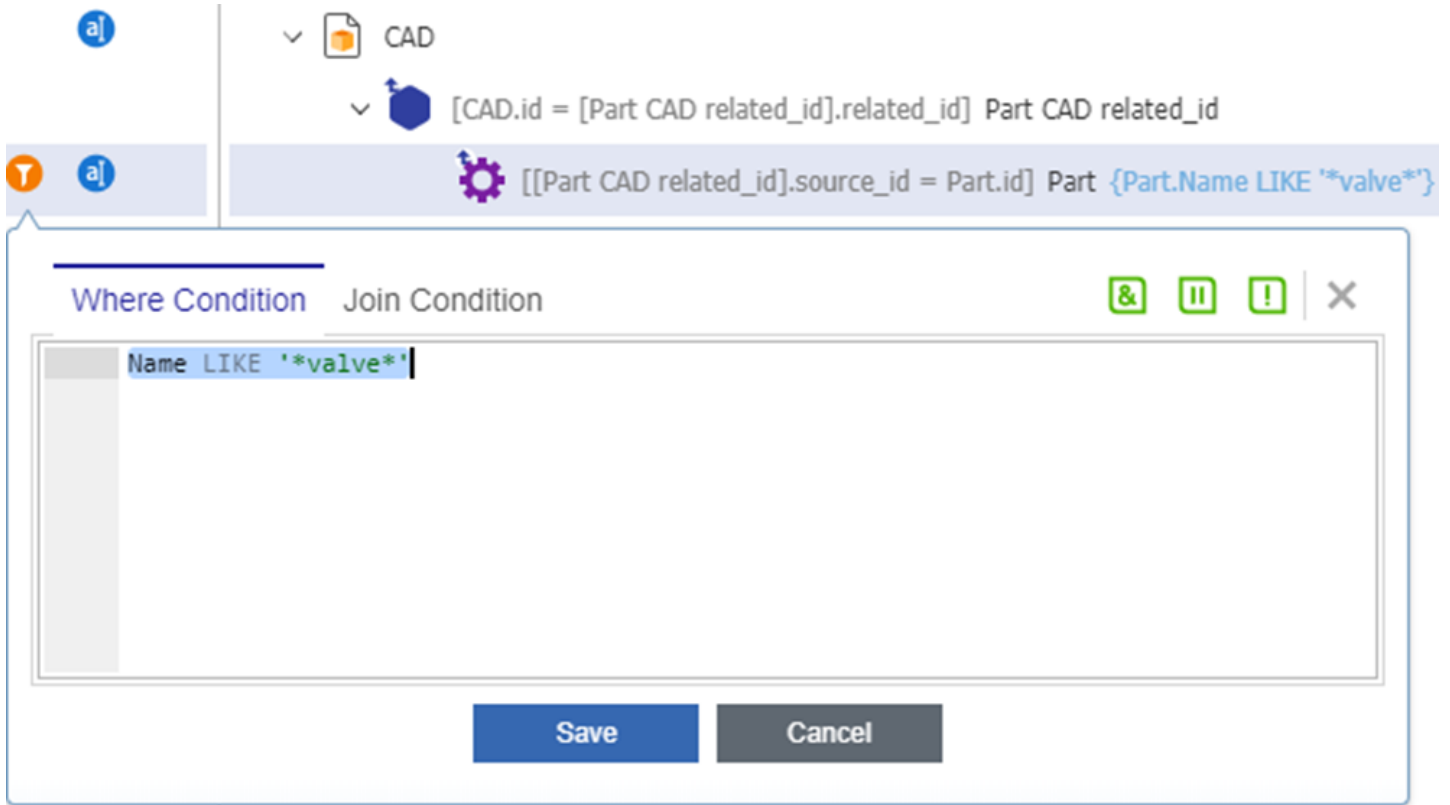 CAD
[CAD.id = [Part CAD related_id].related_id] Part CAD related_id
[[Part CAD related_id].source_id = Part.id] Part {Part.Name LIKE '*valve*'}
Where Condition Join Condition
Name LIKE '*valve*'
Save Cancel